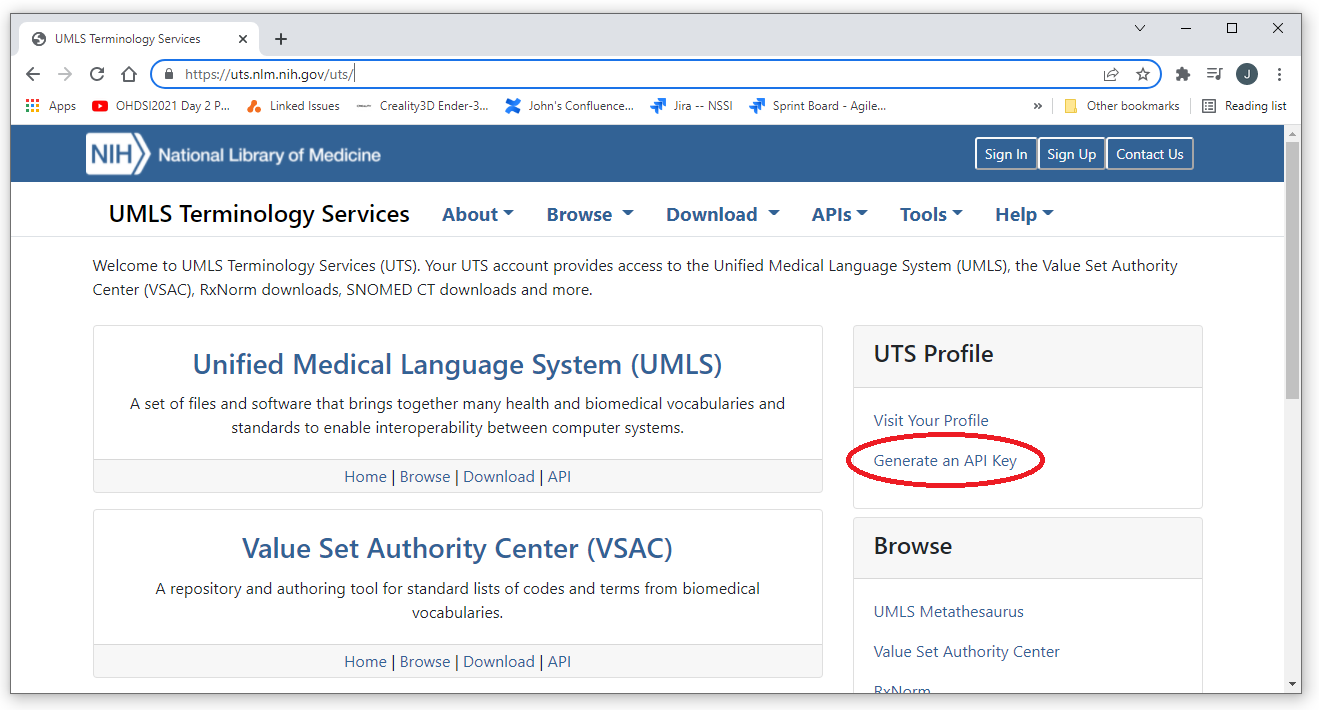 UMLS Terminology Services
https://uts.nlm.nih.gov/uts/
J
Apps OHDSI2021 Day 2 P... Linked Issues Creality3D Ender-3... John's Confluence... Jira -- NSSI Sprint Board - Agile... » Other bookmarks Reading list
NIH National Library of Medicine Sign In Sign Up Contact Us
UMLS Terminology Services About Browse Download APIs Tools Help
Welcome to UMLS Terminology Services (UTS). Your UTS account provides access to the Unified Medical Language System (UMLS), the Value Set Authority
Center (VSAC), RxNorm downloads, SNOMED CT downloads and more.
Unified Medical Language System (UMLS)
A set of files and software that brings together many health and biomedical vocabularies and
standards to enable interoperability between computer systems.
Home | Browse | Download | API
Value Set Authority Center (VSAC)
A repository and authoring tool for standard lists of codes and terms from biomedical
vocabularies.
Home | Browse | Download | API
UTS Profile
Visit Your Profile
Generate an API Key
Browse
UMLS Metathesaurus
Value Set Authority Center
RxNorm